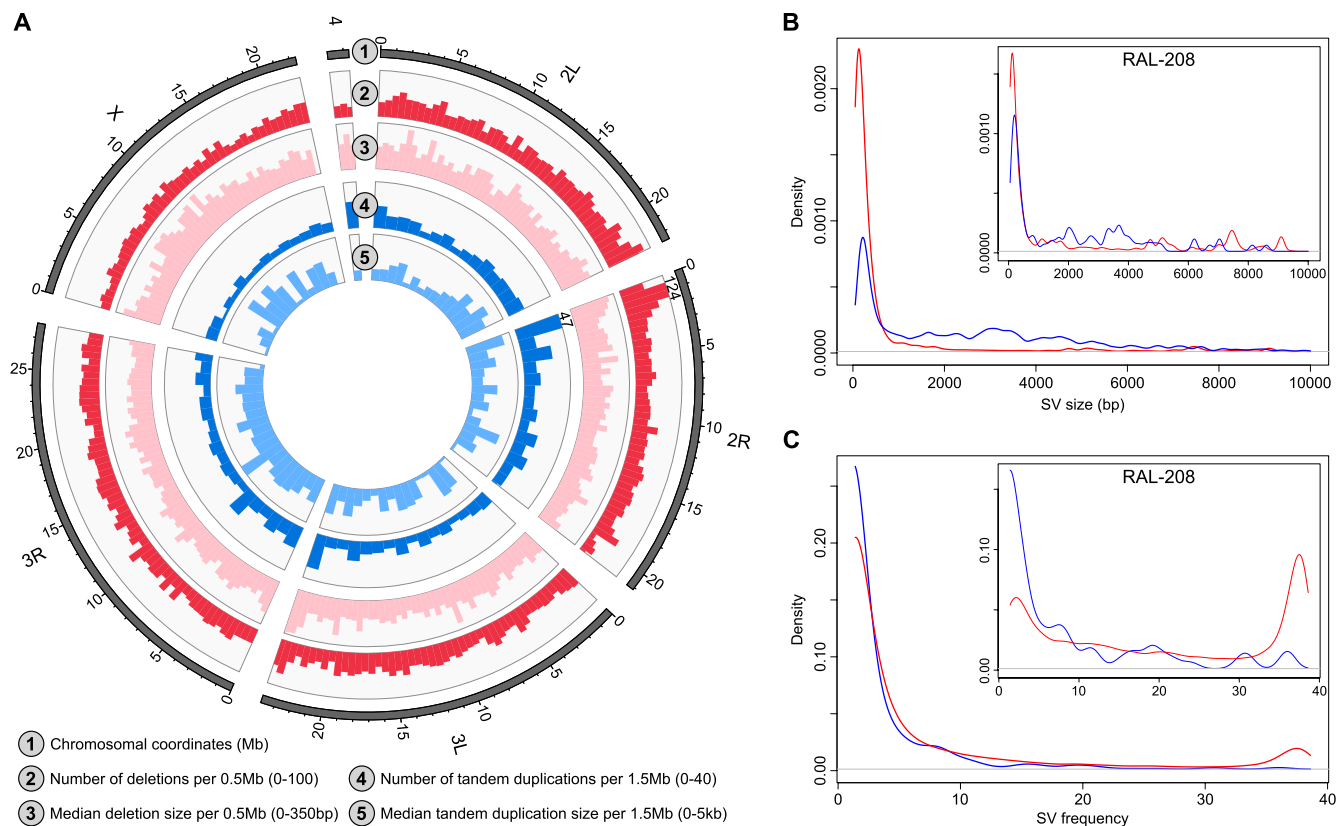 A
4
1
2
3
4
5
0
5
10
15
20
2L
0
5
10
15
20
2R
124
47
0
5
10
15
20
3L
0
5
10
15
20
25
3R
0
5
10
15
20
X
1 Chromosomal coordinates (Mb)
2 Number of deletions per 0.5Mb (0-100)
4 Number of tandem duplications per 1.5Mb (0-40)
3 Median deletion size per 0.5Mb (0-350bp)
5 Median tandem duplication size per 1.5Mb (0-5kb)
B
RAL-208
0.0000
0.0010
0.0020
Density
0.0000
0.0010
0 2000 4000 6000 8000 10000
0 2000 4000 6000 8000 10000
SV size (bp)
C
RAL-208
0.00
0.10
0.20
Density
0.00
0.10
0 10 20 30 40
0 10 20 30 40
SV frequency